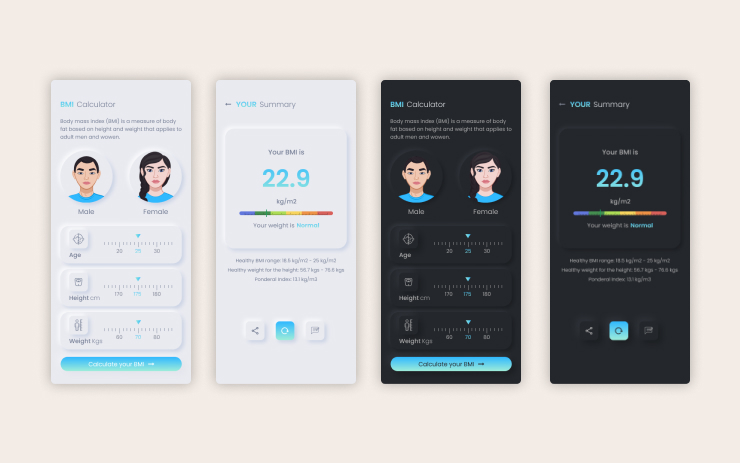 BMI Calculator
Body mass index (BMI) is a measure of body
fat based on height and weight that applies to
adult men and women.
Male
Female
Age
20 25 30
Height cm
170 175 180
Weight Kgs
60 70 80
Calculate your BMI
YOUR Summary
Your BMI is
22.9
kg/m2
Your weight is Normal
Healthy BMI range: 18.5 kg/m2 - 25 kg/m2
Healthy weight for the height: 56.7 kgs - 76.6 kgs
Ponderal Index: 13.1 kg/m2
BMI Calculator
Body mass index (BMI) is a measure of body
fat based on height and weight that applies to
adult men and women.
Male
Female
Age
20 25 30
Height cm
170 175 180
Weight Kgs
60 70 80
Calculate your BMI
YOUR Summary
Your BMI is
22.9
kg/m2
Your weight is Normal
Healthy BMI range: 18.5 kg/m2 - 25 kg/m2
Healthy weight for the height: 56.7 kgs - 76.6 kgs
Ponderal Index: 13.1 kg/m2